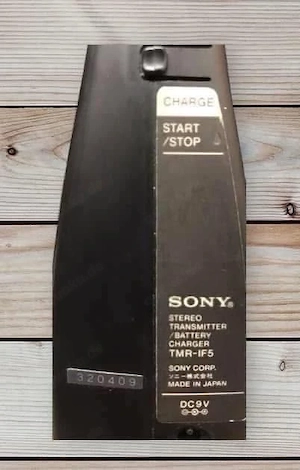 CHARGE
START
/STOP
SONY®
STEREO
TRANSMITTER
/BATTERY
CHARGER
TMR-IF5
SONY CORP.
ソニー株式会社
MADE IN JAPAN
320409
DC9V